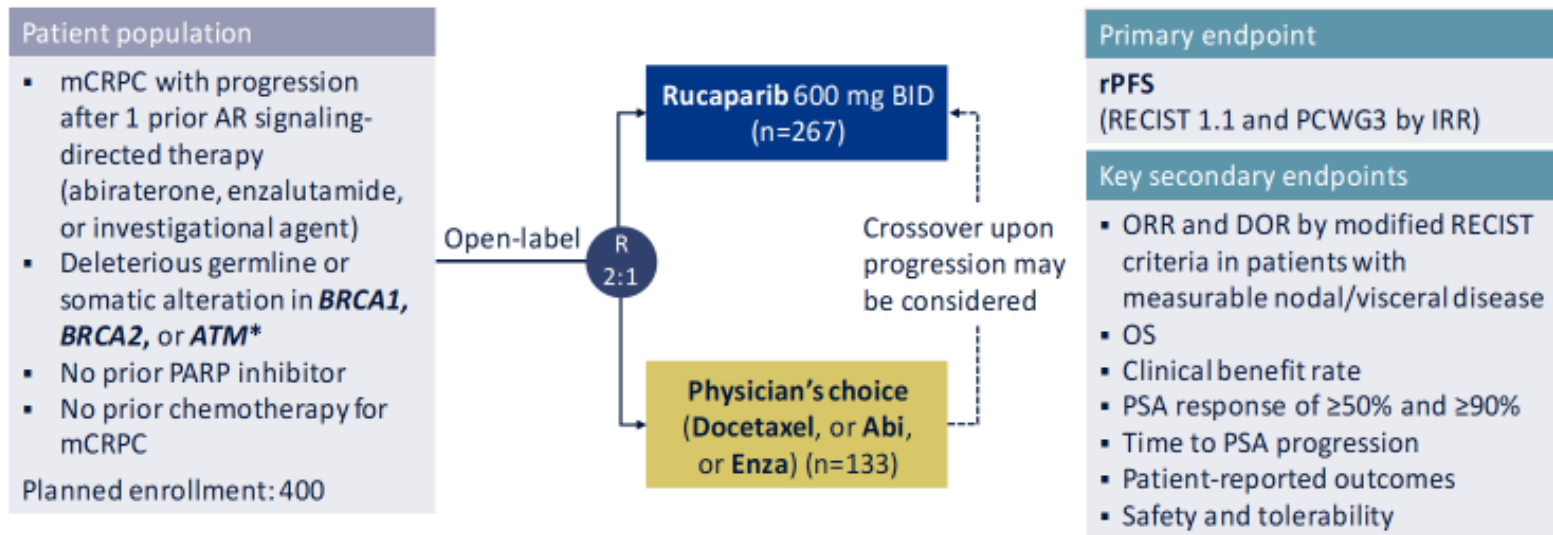 Patient population
▪ mCRPC with progression
after 1 prior AR signaling-
directed therapy
(abiraterone, enzalutamide,
or investigational agent)
▪ Deleterious germline or
somatic alteration in BRCA1,
BRCA2, or ATM*
▪ No prior PARP inhibitor
▪ No prior chemotherapy for
mCRPC
Planned enrollment: 400
Open-label
R
2:1
Rucaparib 600 mg BID
(n=267)
Crossover upon
progression may
be considered
Physician's choice
(Docetaxel, or Abi,
or Enza) (n=133)
Primary endpoint
rPFS
(RECIST 1.1 and PCWG3 by IRR)
Key secondary endpoints
▪ ORR and DOR by modified RECIST
criteria in patients with
measurable nodal/visceral disease
▪ OS
▪ Clinical benefit rate
▪ PSA response of ≥50% and ≥90%
▪ Time to PSA progression
▪ Patient-reported outcomes
▪ Safety and tolerability